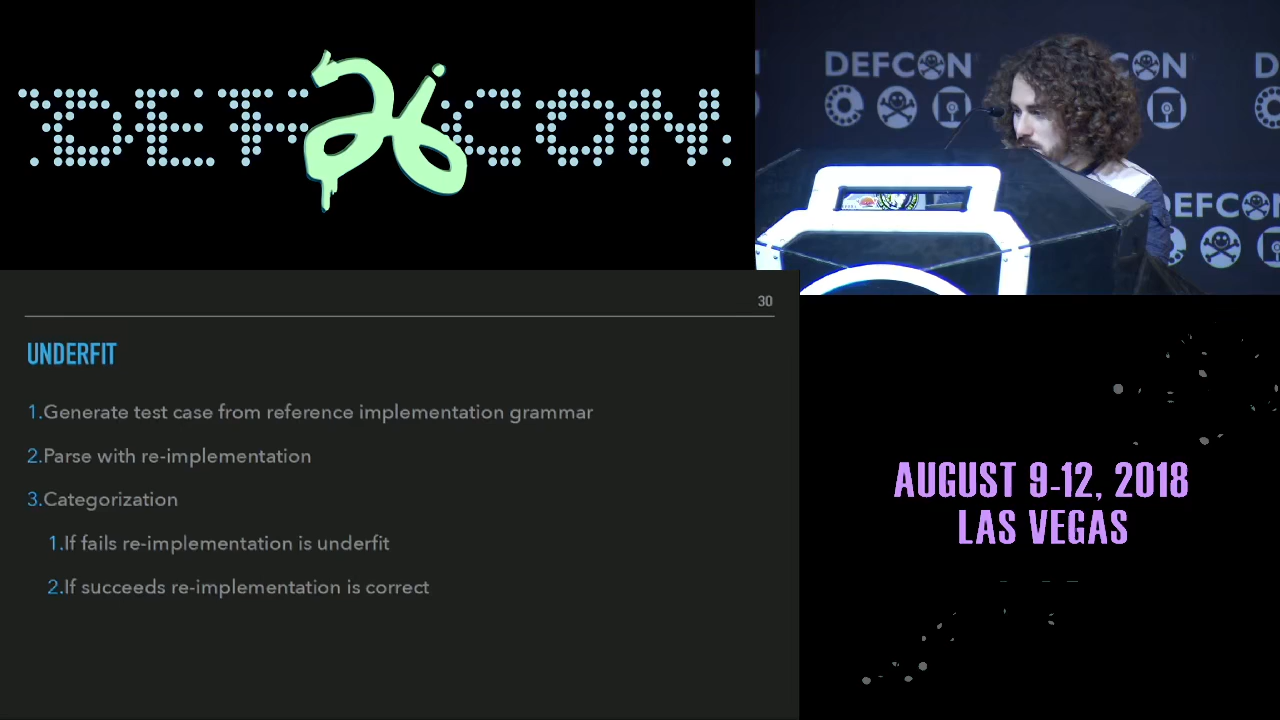 DEF 26 CON
DEFCON
CON
D
DEFCON
30
UNDERFIT
1.Generate test case from reference implementation grammar
2.Parse with re-implementation
3.Categorization
1.If fails re-implementation is underfit
2.If succeeds re-implementation is correct
AUGUST 9-12, 2018
LAS VEGAS